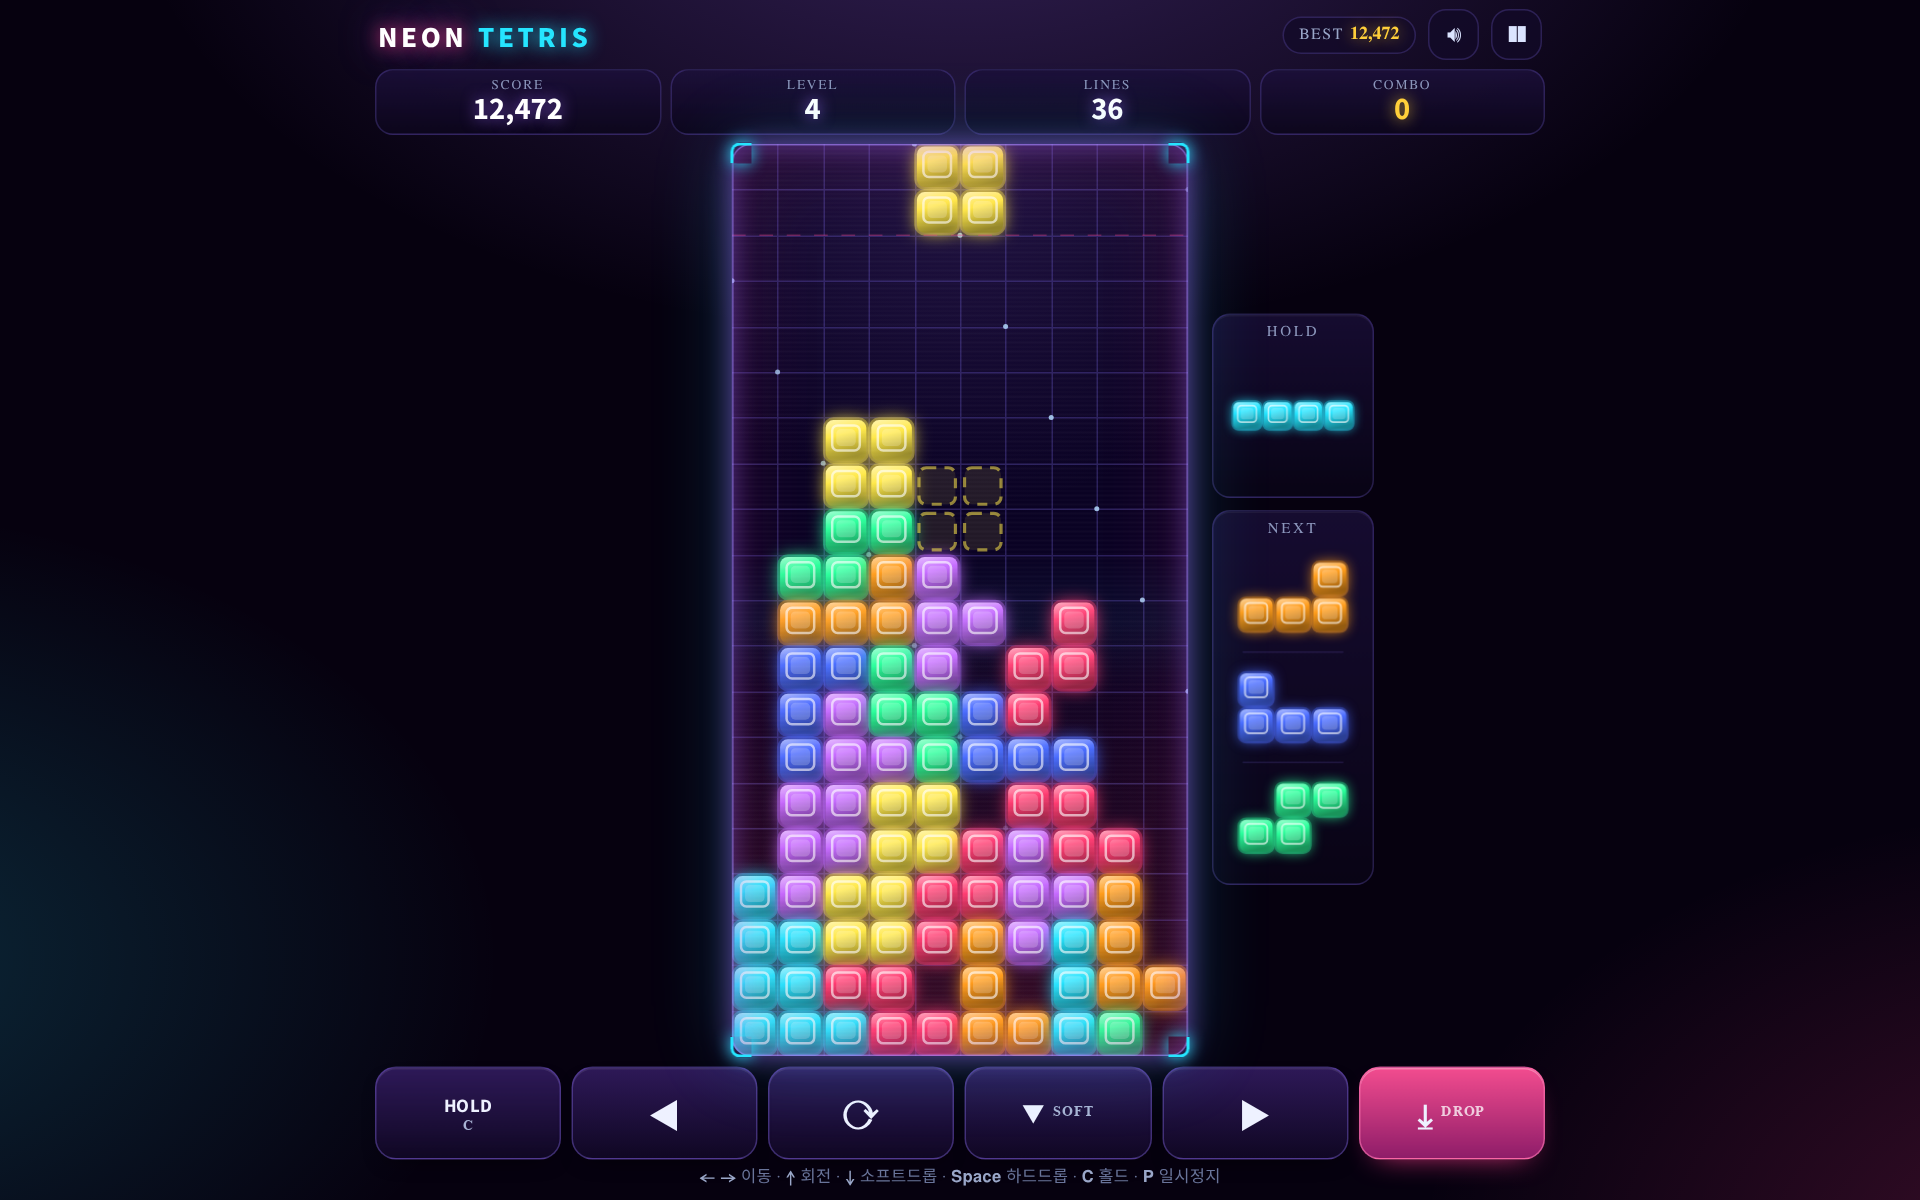 NEON TETRIS
BEST 12,472
SCORE
12,472
LEVEL
4
LINES
36
COMBO
0
HOLD
NEXT
HOLD
C
SOFT
DROP
←→ 이동 · ↑ 회전 · ↓ 소프트드롭 · Space 하드드롭 · C 홀드 · P 일시정지